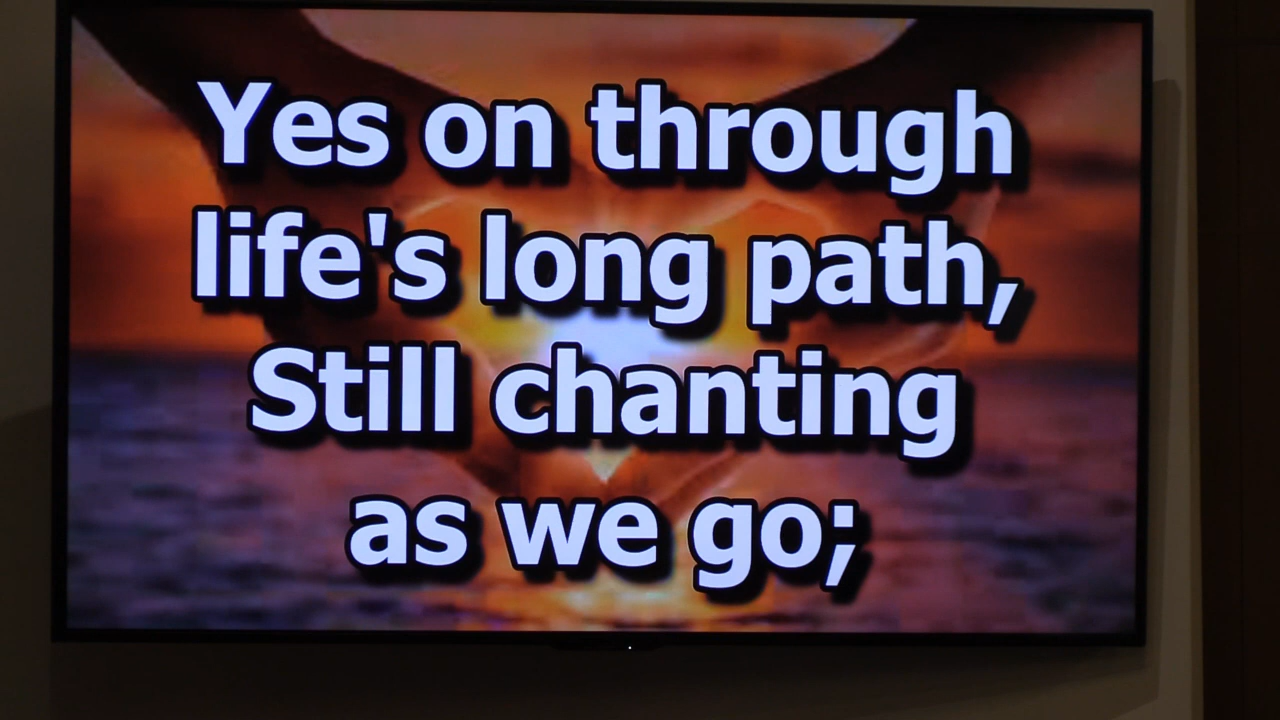 Yes on through
life's long path,
Still chanting
as we go;